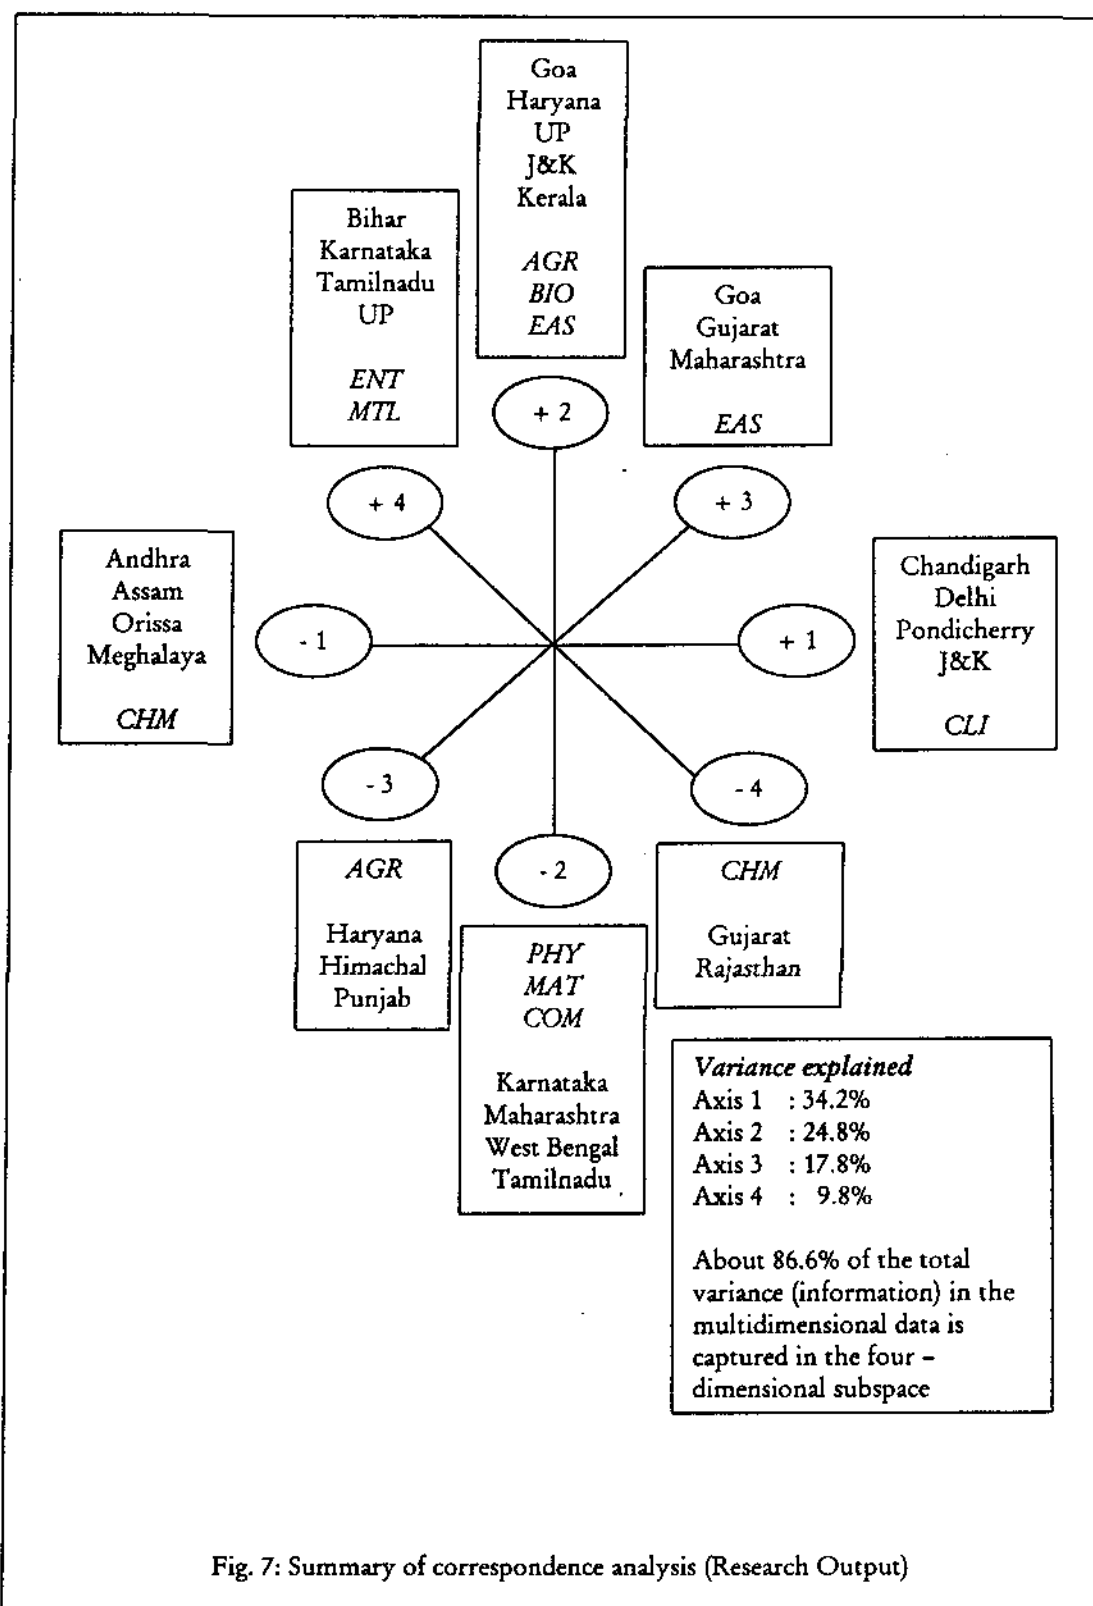 Goa
Haryana
UP
J&K
Kerala
AGR
BIO
EAS
Bihar
Karnataka
Tamilnadu
UP
ENT
MTL
Goa
Gujarat
Maharashtra
EAS
+ 2
+ 4
+ 3
Andhra
Assam
Orissa
Meghalaya
CHM
- 1
+ 1
Chandigarh
Delhi
Pondicherry
J&K
CLI
- 3
- 4
- 2
AGR
Haryana
Himachal
Punjab
PHY
MAT
COM
Karnataka
Maharashtra
West Bengal
Tamilnadu
CHM
Gujarat
Rajasthan
Variance explained
Axis 1 : 34.2%
Axis 2 : 24.8%
Axis 3 : 17.8%
Axis 4 : 9.8%
About 86.6% of the total
variance (information) in the
multidimensional data is
captured in the four –
dimensional subspace
Fig. 7: Summary of correspondence analysis (Research Output)